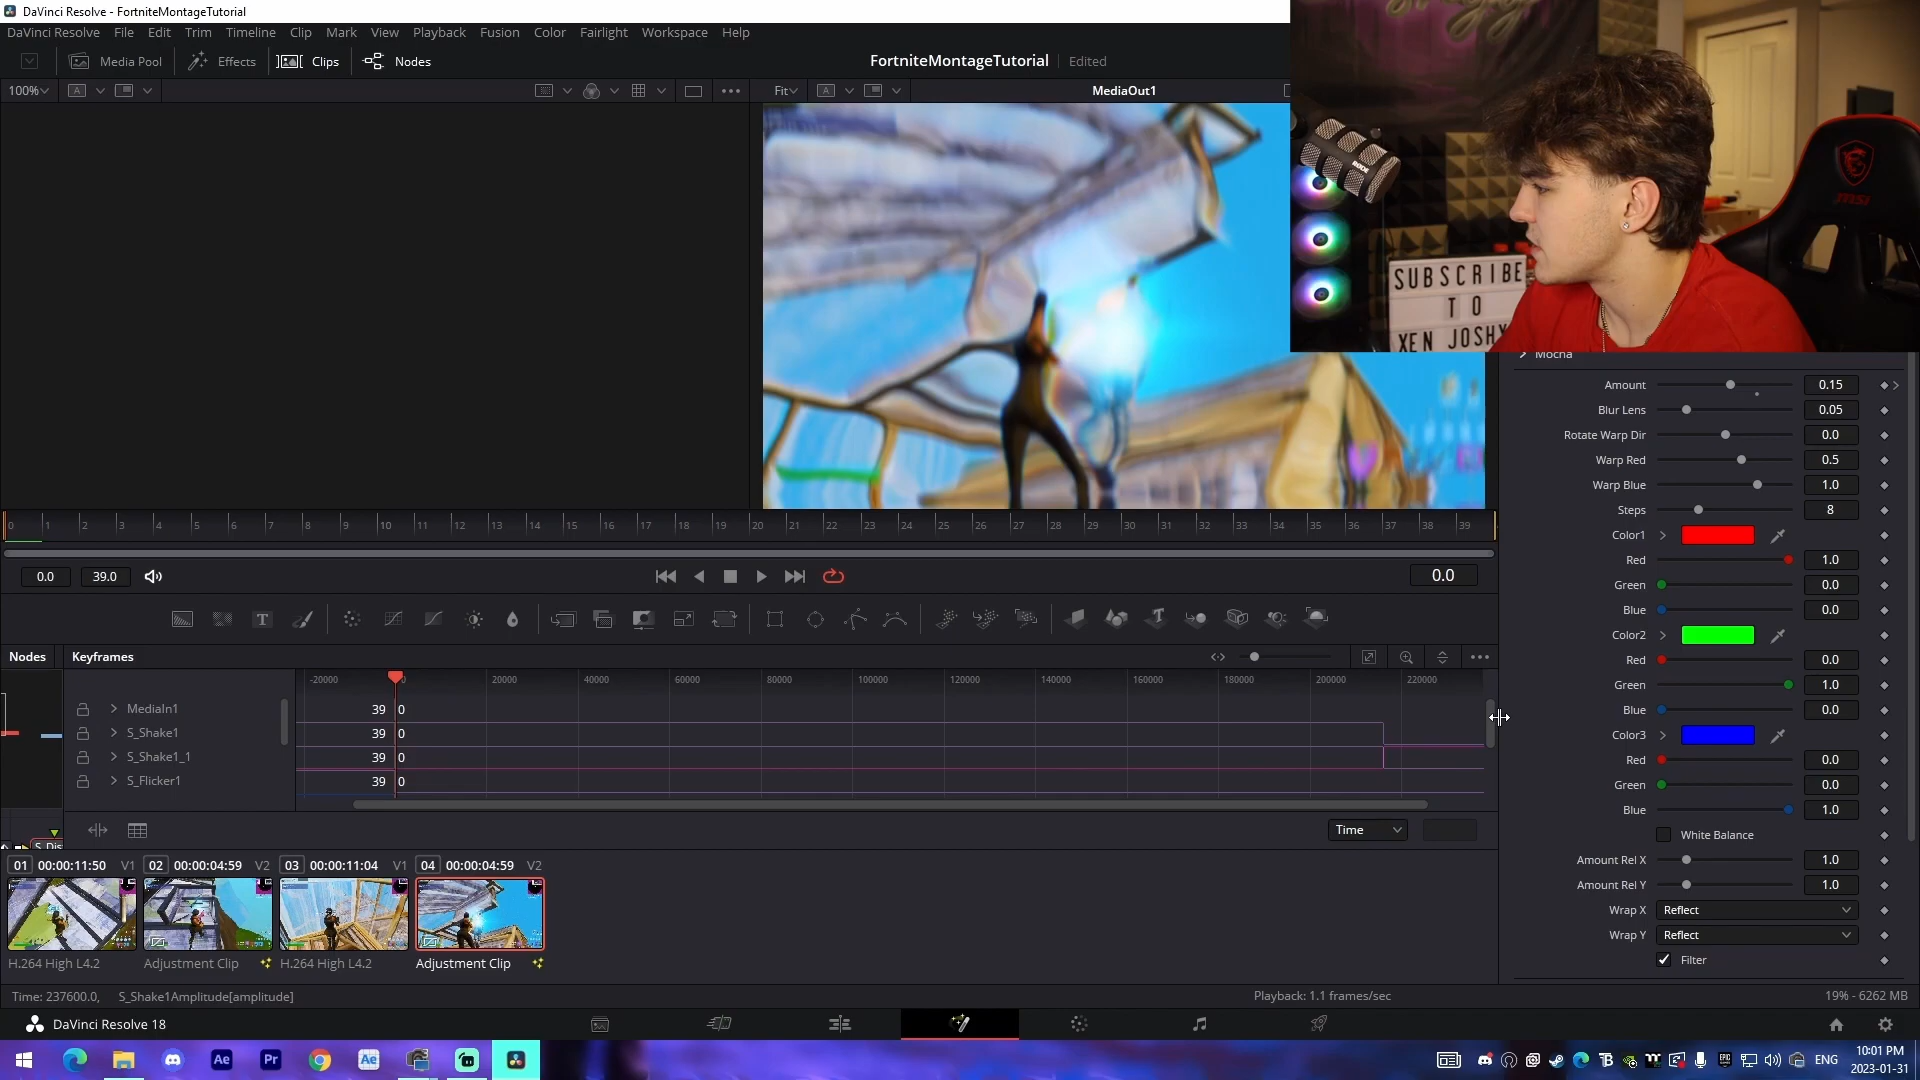 DaVinci Resolve - FortniteMontageTutorial
DaVinci Resolve File Edit Trim Timeline Clip Mark View Playback Fusion Color Fairlight Workspace Help
Media Pool Effects Clips Nodes FortniteMontageTutorial Edited
100% A Fit A MediaOut1
SUBSCRIBE
TO
XEN JOSHY
Mocha
Amount 0.15
Blur Lens 0.05
Rotate Warp Dir 0.0
Warp Red 0.5
Warp Blue 1.0
Steps 8
Color1
Red 1.0
Green 0.0
Blue 0.0
Color2
Red 0.0
Green 1.0
Blue 0.0
Color3
Red 0.0
Green 0.0
Blue 1.0
White Balance
Amount Rel X 1.0
Amount Rel Y 1.0
Wrap X Reflect
Wrap Y Reflect
Filter
0 1 2 3 4 5 6 7 8 9 10 11 12 13 14 15 16 17 18 19 20 21 22 23 24 25 26 27 28 29 30 31 32 33 34 35 36 37 38 39
0.0 39.0 0.0
Nodes Keyframes
-20000 0 20000 40000 60000 80000 100000 120000 140000 160000 180000 200000 220000
MediaIn1 39 0
S_Shake1 39 0
S_Shake1_1 39 0
S_Flicker1 39 0
Time
S_Dis
01 00:00:11:50 V1 02 00:00:04:59 V2 03 00:00:11:04 V1 04 00:00:04:59 V2
H.264 High L4.2 Adjustment Clip H.264 High L4.2 Adjustment Clip
Time: 237600.0, S_Shake1Amplitude[amplitude] Playback: 1.1 frames/sec 19% - 6262 MB
DaVinci Resolve 18
Ae Pr Ae ENG 10:01 PM
2023-01-31